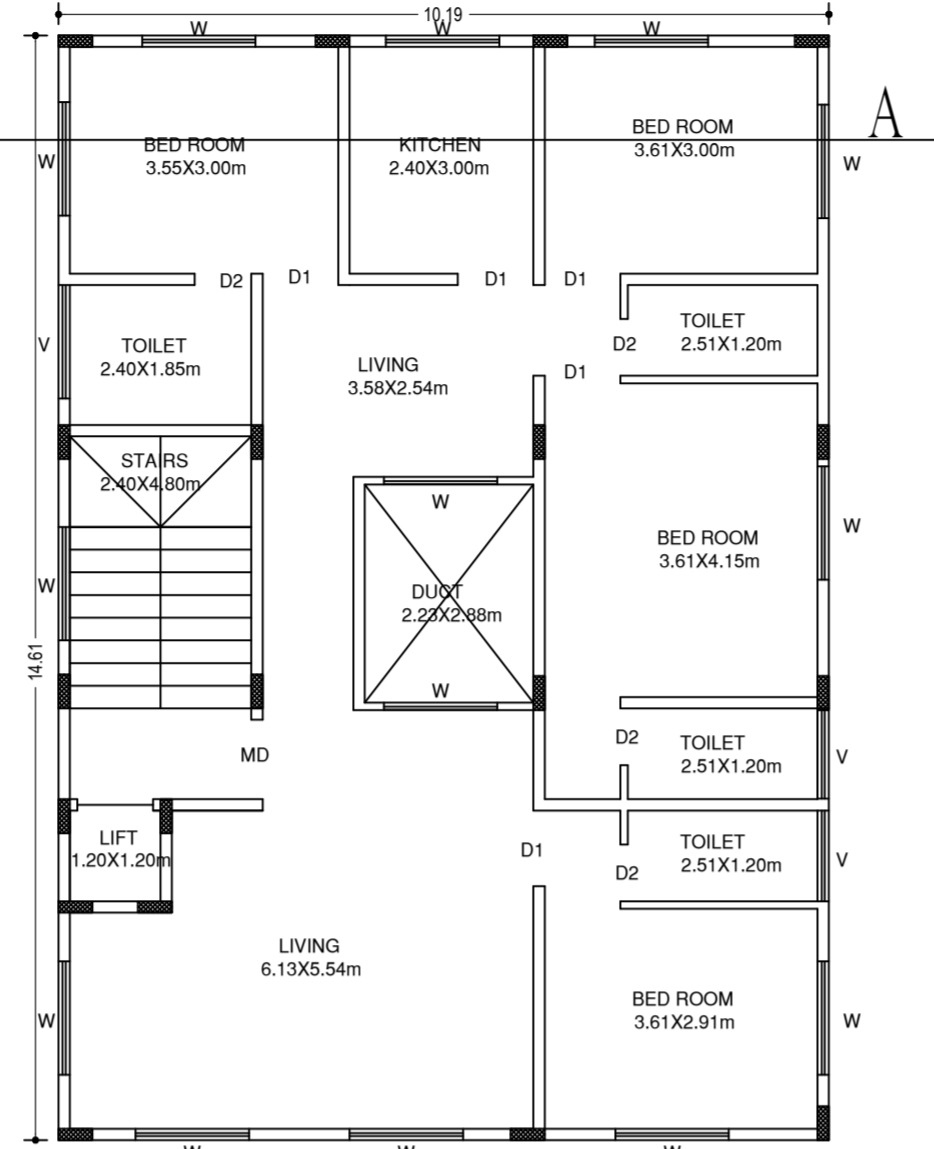 10.19
W
W
W
A
BED ROOM
3.55X3.00m
KITCHEN
2.40X3.00m
BED ROOM
3.61X3.00m
W
W
D2
D1
D1
D1
V
TOILET
2.40X1.85m
LIVING
3.58X2.54m
TOILET
2.51X1.20m
D2
D1
STAIRS
2.40X4.80m
W
BED ROOM
3.61X4.15m
W
W
DUCT
2.23X2.88m
14.61
W
MD
D2
TOILET
2.51X1.20m
V
LIFT
1.20X1.20m
D1
TOILET
2.51X1.20m
D2
V
LIVING
6.13X5.54m
BED ROOM
3.61X2.91m
W
W
W
W
W